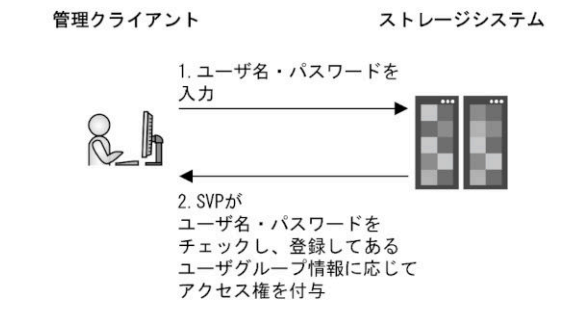 管理クライアント
ストレージシステム
1. ユーザ名・パスワードを
入力
2. SVPが
ユーザ名・パスワードを
チェックし、登録してある
ユーザグループ情報に応じて
アクセス権を付与